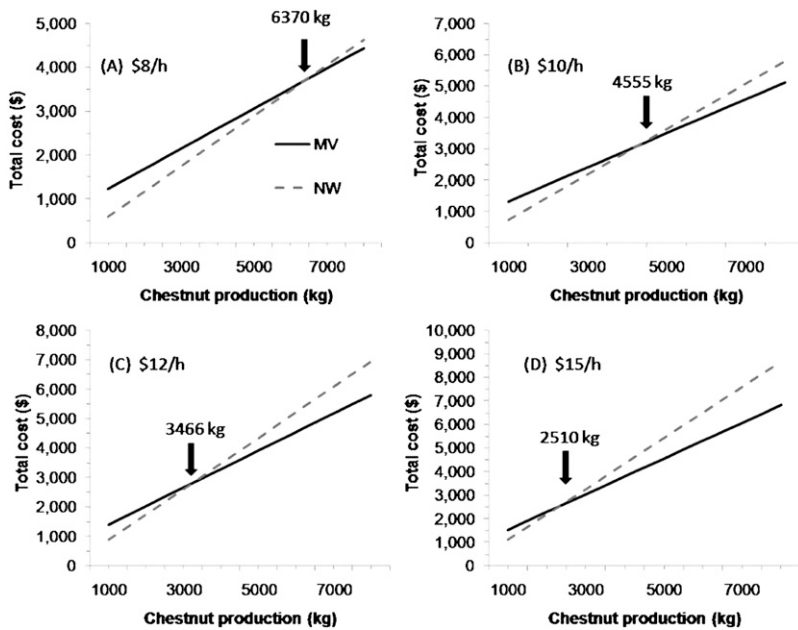 6370 kg
(A) $8/h
5,000
4,000
3,000
2,000
1,000
0
Total cost ($)
MV
NW
1000 3000 5000 7000
Chestnut production (kg)
(B) $10/h
4555 kg
7,000
6,000
5,000
4,000
3,000
2,000
1,000
0
Total cost ($)
1000 3000 5000 7000
Chestnut production (kg)
(C) $12/h
3466 kg
8,000
7,000
6,000
5,000
4,000
3,000
2,000
1,000
0
Total cost ($)
1000 3000 5000 7000
Chestnut production (kg)
(D) $15/h
2510 kg
10,000
9,000
8,000
7,000
6,000
5,000
4,000
3,000
2,000
1,000
0
Total cost ($)
1000 3000 5000 7000
Chestnut production (kg)